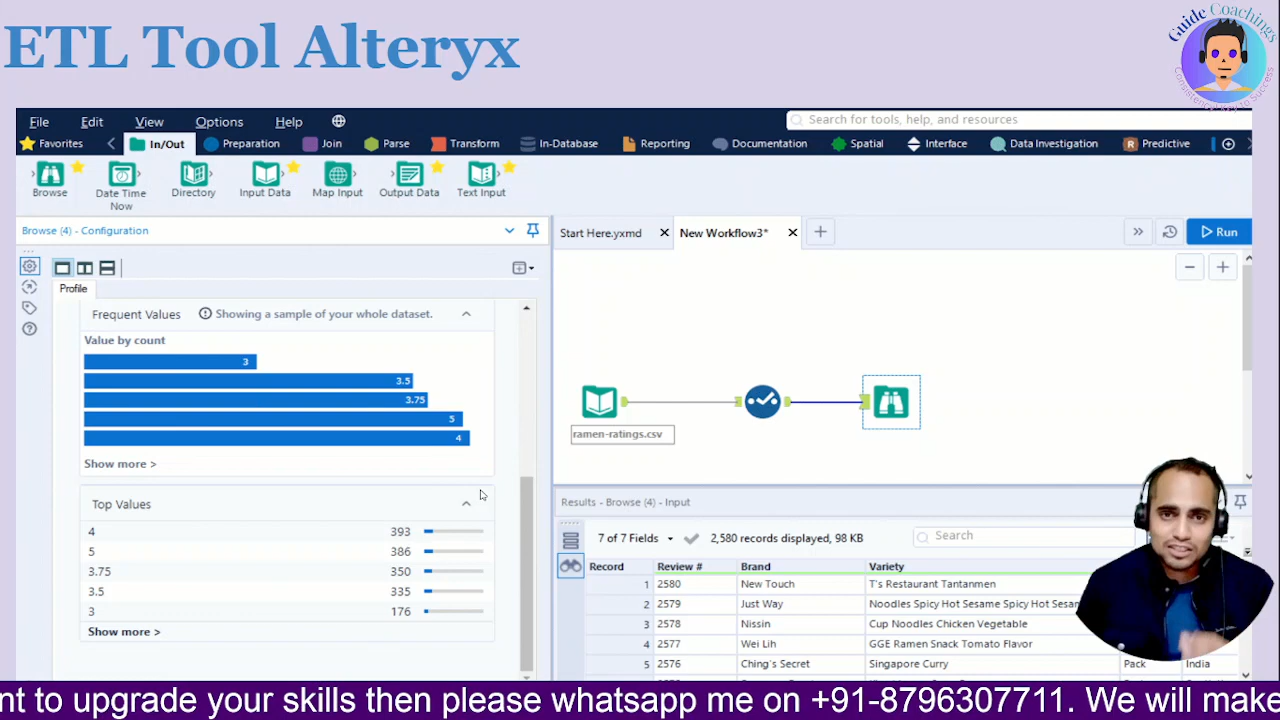 ETL Tool Alteryx
Guide Coachings
Consistency Key to Success
File Edit View Options Help
Search for tools, help, and resources
Favorites In/Out Preparation Join Parse Transform In-Database Reporting Documentation Spatial Interface Data Investigation Predictive
Browse Date Time Now Directory Input Data Map Input Output Data Text Input
Browse (4) - Configuration
Start Here.yxmd New Workflow3* Run
Profile
Frequent Values Showing a sample of your whole dataset.
Value by count
3
3.5
3.75
5
4
Show more >
Top Values
4 393
5 386
3.75 350
3.5 335
3 176
Show more >
ramen-ratings.csv
Results - Browse (4) - Input
7 of 7 Fields 2,580 records displayed, 98 KB Search
Record Review # Brand Variety
1 2580 New Touch T's Restaurant Tantanmen
2 2579 Just Way Noodles Spicy Hot Sesame Spicy Hot Sesar
3 2578 Nissin Cup Noodles Chicken Vegetable
4 2577 Wei Lih GGE Ramen Snack Tomato Flavor
5 2576 Ching's Secret Singapore Curry Pack India
nt to upgrade your skills then please whatsapp me on +91-8796307711. We will make